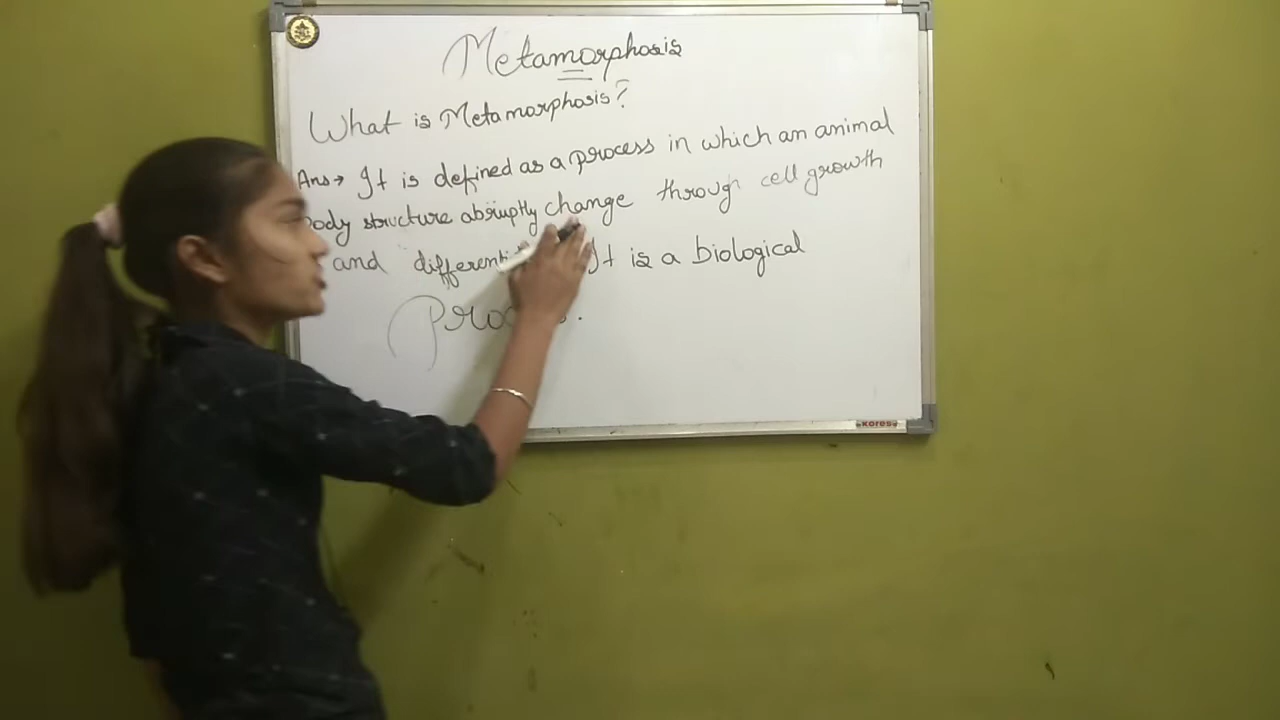 Metamorphosis
What is Metamorphosis?
Ans→ It is defined as a process in which an animal
body structure abruptly change through cell growth
and It is a biological
KORES